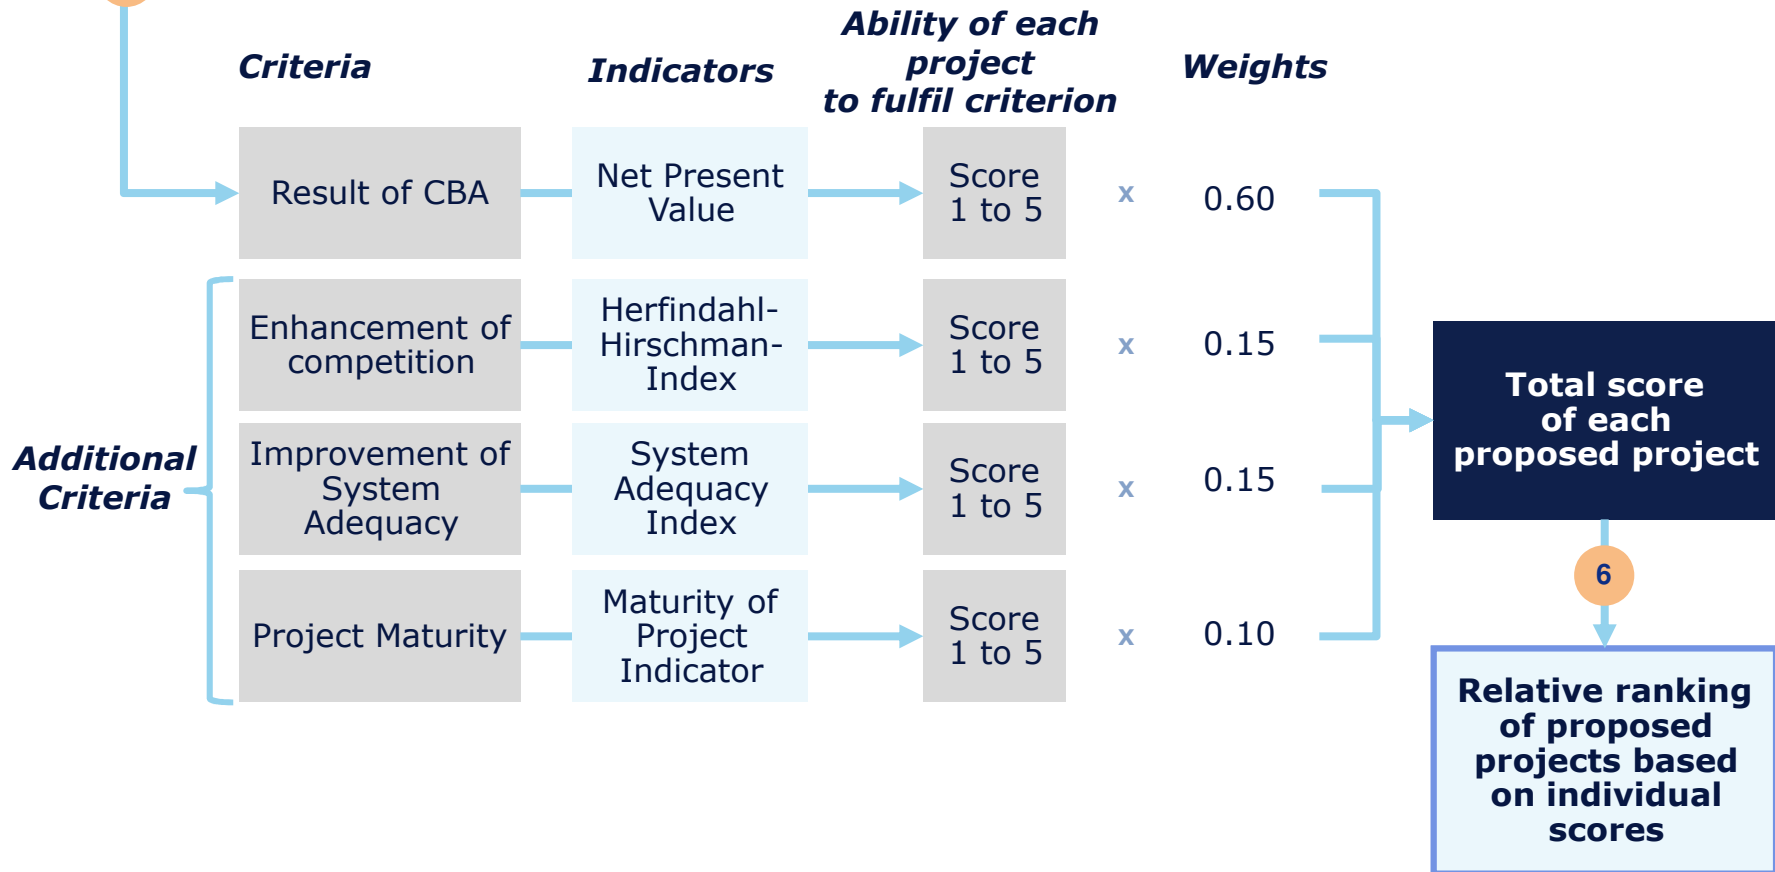 Criteria
Indicators
Ability of each
project
to fulfil criterion
Weights
Result of CBA
Net Present
Value
Score
1 to 5
x
0.60
Enhancement of
competition
Herfindahl-
Hirschman-
Index
Score
1 to 5
x
0.15
Additional
Criteria
Improvement of
System
Adequacy
System
Adequacy
Index
Score
1 to 5
x
0.15
Project Maturity
Maturity of
Project
Indicator
Score
1 to 5
x
0.10
Total score
of each
proposed project
6
Relative ranking
of proposed
projects based
on individual
scores